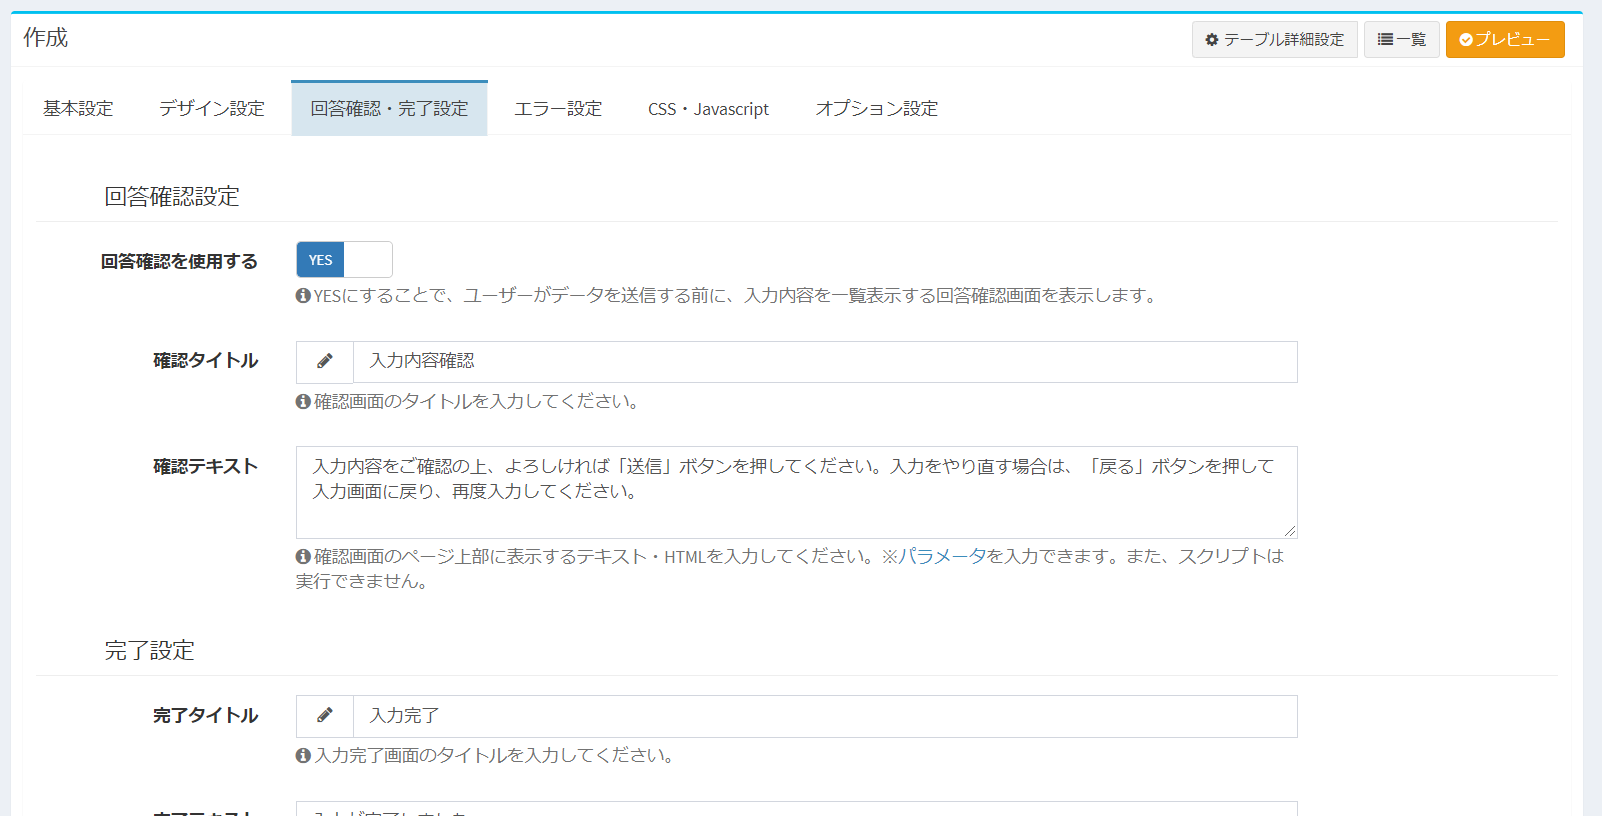 作成
テーブル詳細設定
一覧
プレビュー
基本設定
デザイン設定
回答確認・完了設定
エラー設定
CSS・Javascript
オプション設定
回答確認設定
回答確認を使用する
YES
YESにすることで、ユーザーがデータを送信する前に、入力内容を一覧表示する回答確認画面を表示します。
確認タイトル
入力内容確認
確認画面のタイトルを入力してください。
確認テキスト
入力内容をご確認の上、よろしければ「送信」ボタンを押してください。入力をやり直す場合は、「戻る」ボタンを押して
入力画面に戻り、再度入力してください。
確認画面のページ上部に表示するテキスト・HTMLを入力してください。※パラメータを入力できます。また、スクリプトは
実行できません。
完了設定
完了タイトル
入力完了
入力完了画面のタイトルを入力してください。
完了テキスト